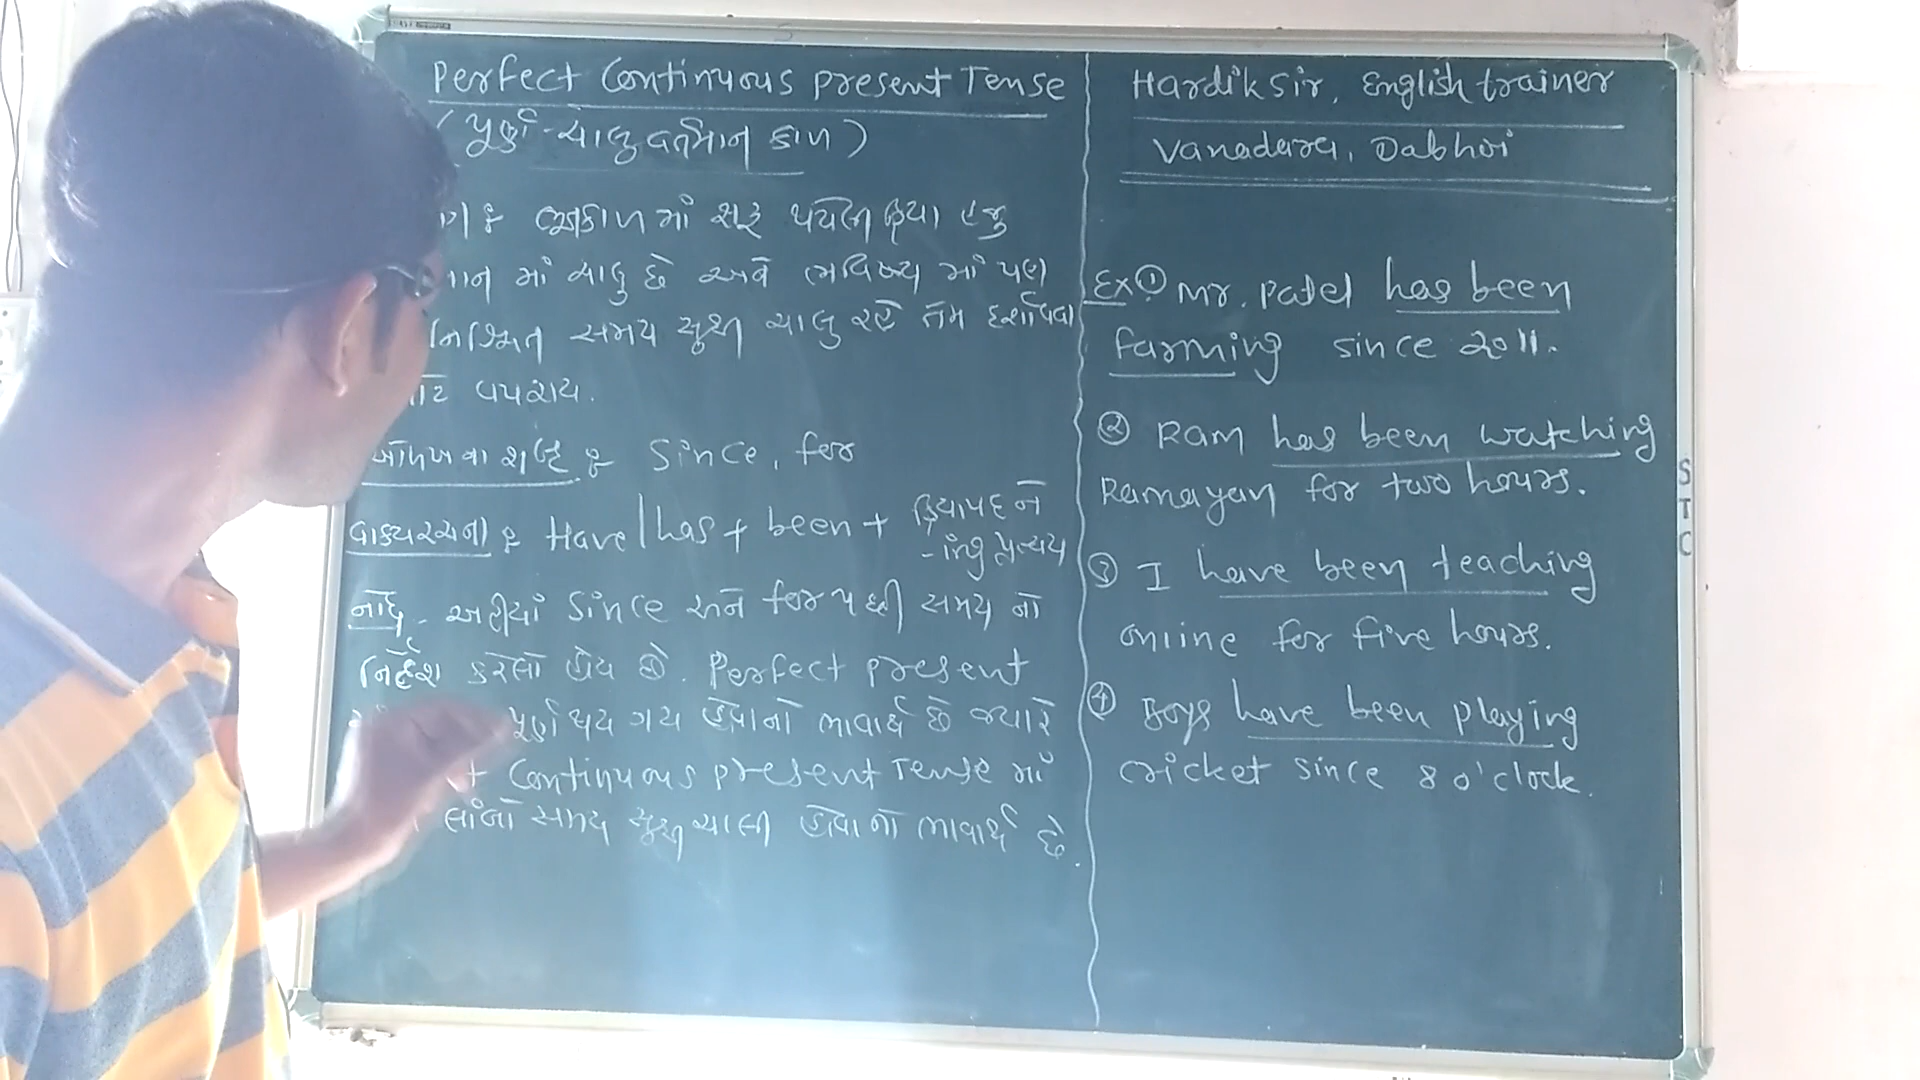 Perfect Continuous present Tense
(પૂર્ણ-ચાલુ વર્તમાન કાળ)
ભૂતકાળમાં શરૂ થયેલ ક્રિયા હજુ
માં ચાલુ છે અને ભવિષ્ય માં પણ
નિશ્ચિત સમય સુધી ચાલુ રહે તેમ દર્શાવવા
વપરાય.
શબ્દ : Since, for
વાક્યરચના : Have/has + been + ક્રિયાપદ ને
-ing પ્રત્યય
નોંધ - અહીયાં Since અને for પછી સમય નો
નિર્દેશ કરેલો હોય છે. Perfect present
પૂર્ણ થય ગય હોવાનો ભાવાર્થ છે જ્યારે
Continuous present Tense માં
લાંબો સમય સુધી ચાલી હોવાનો ભાવાર્થ છે.
Hardik sir, English trainer
Vanadara, Dabhoi
Ex ① Mr. Patel has been
farming since 2011.
② Ram has been watching
Ramayan for two hours.
③ I have been teaching
online for five hours.
④ Boys have been playing
cricket since 8 o'clock.
STC